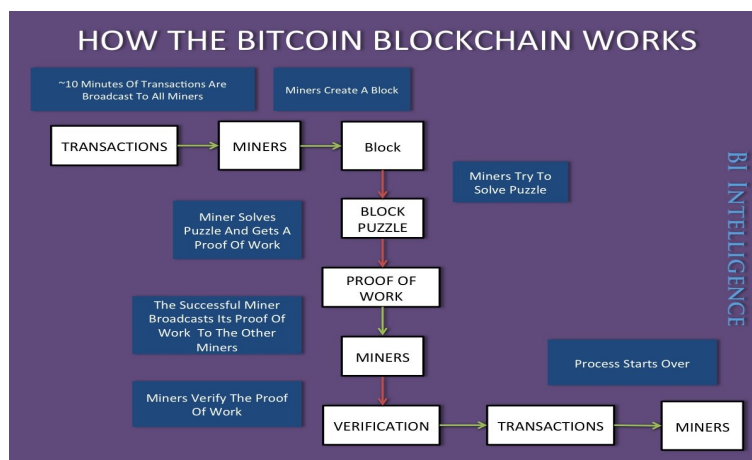 HOW THE BITCOIN BLOCKCHAIN WORKS
~10 Minutes Of Transactions Are
Broadcast To All Miners
Miners Create A Block
TRANSACTIONS
MINERS
Block
Miners Try To
Solve Puzzle
BLOCK
PUZZLE
Miner Solves
Puzzle And Gets A
Proof Of Work
PROOF OF
WORK
The Successful Miner
Broadcasts Its Proof Of
Work To The Other
Miners
MINERS
Process Starts Over
Miners Verify The Proof
Of Work
VERIFICATION
TRANSACTIONS
MINERS
BI INTELLIGENCE